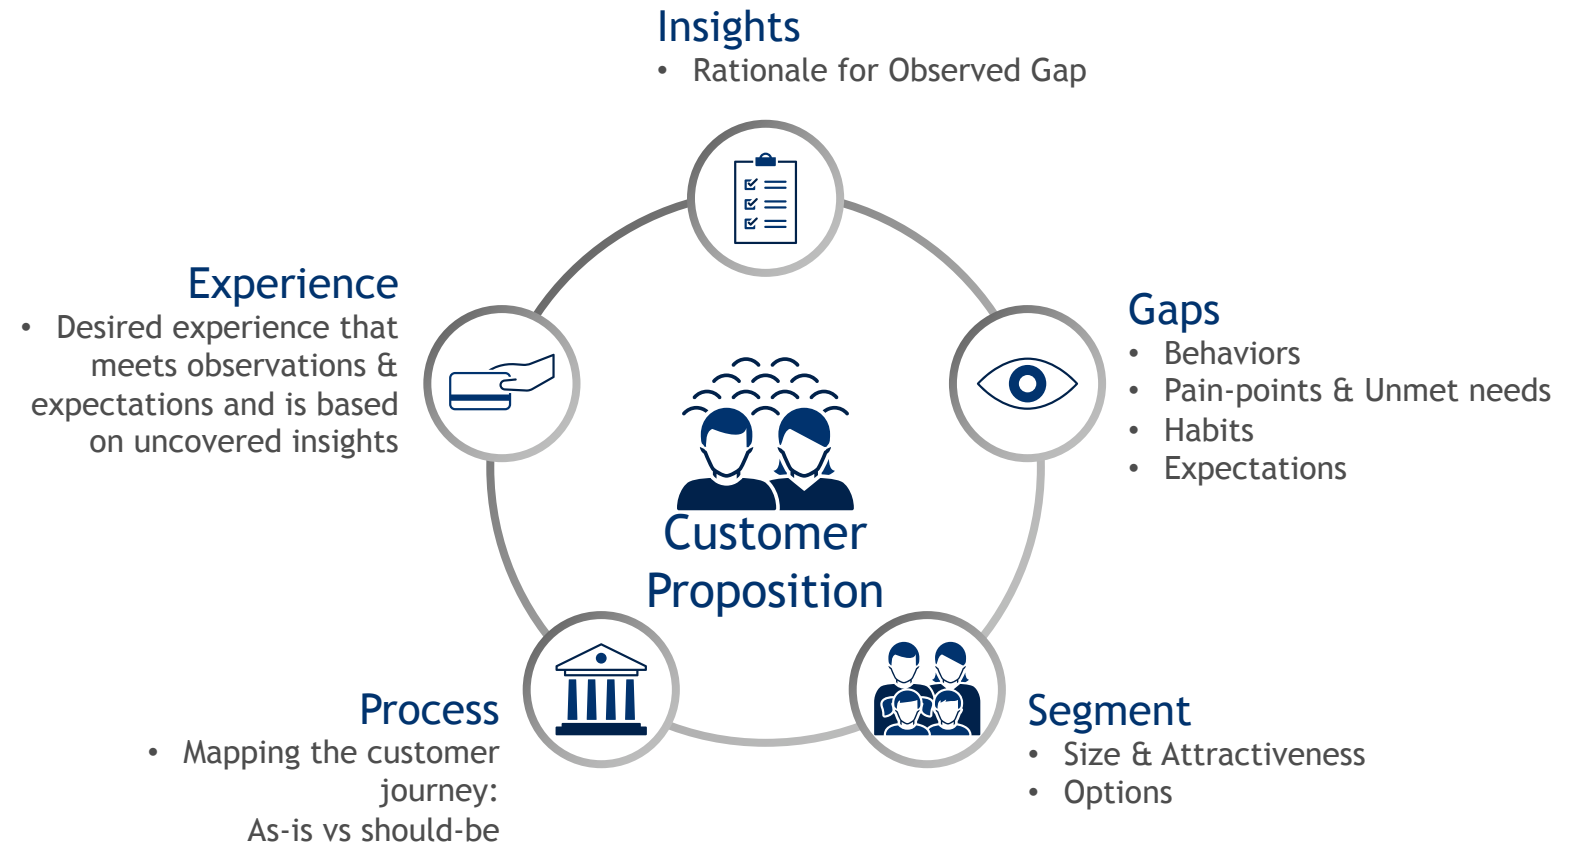 Insights
• Rationale for Observed Gap
Experience
• Desired experience that
meets observations &
expectations and is based
on uncovered insights
Gaps
• Behaviors
• Pain-points & Unmet needs
• Habits
• Expectations
Customer
Proposition
Process
• Mapping the customer
journey:
As-is vs should-be
Segment
• Size & Attractiveness
• Options